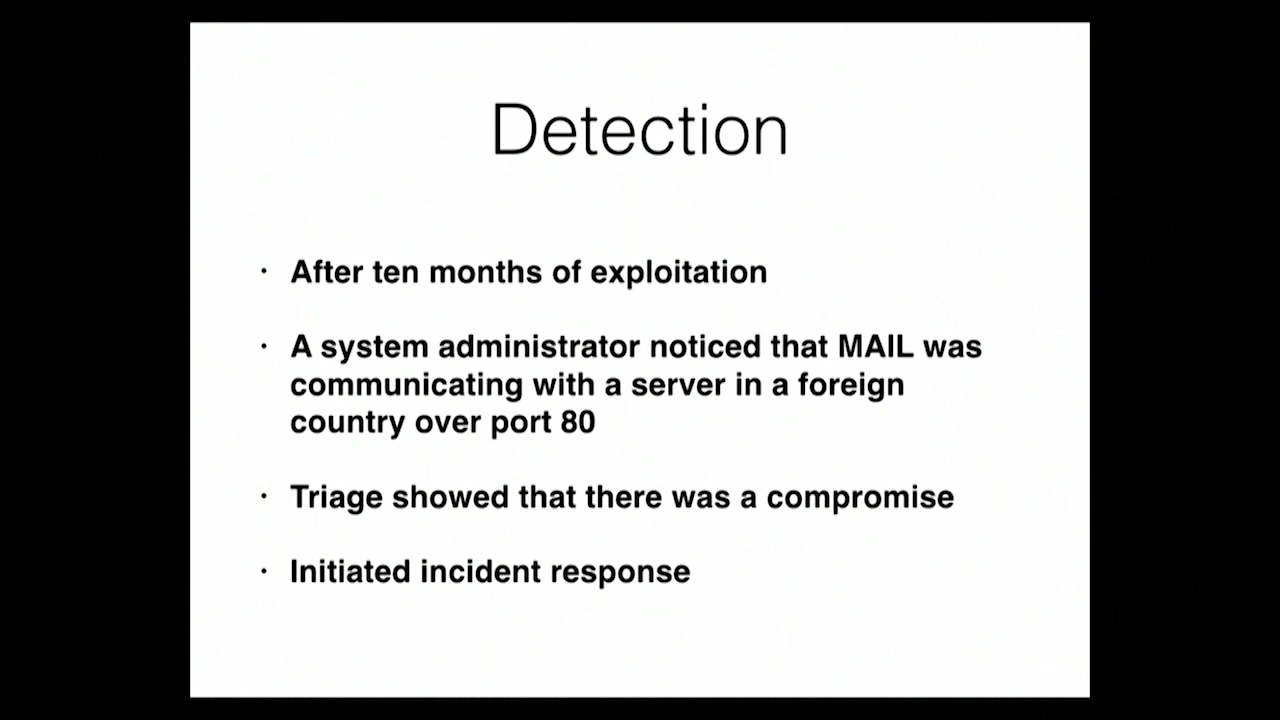 Detection
· After ten months of exploitation
· A system administrator noticed that MAIL was
communicating with a server in a foreign
country over port 80
· Triage showed that there was a compromise
· Initiated incident response